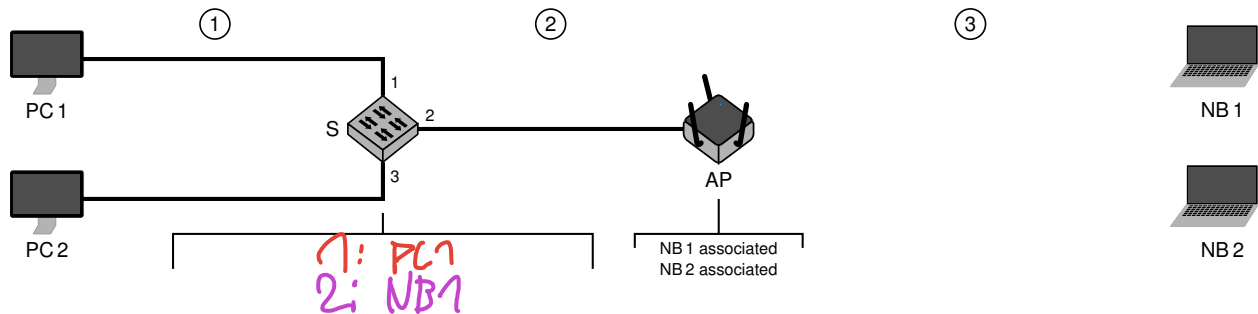 1
2
3
PC 1
1
S
2
3
AP
NB 1
PC 2
NB 1 associated
NB 2 associated
NB 2
1: PC1
2: NB1